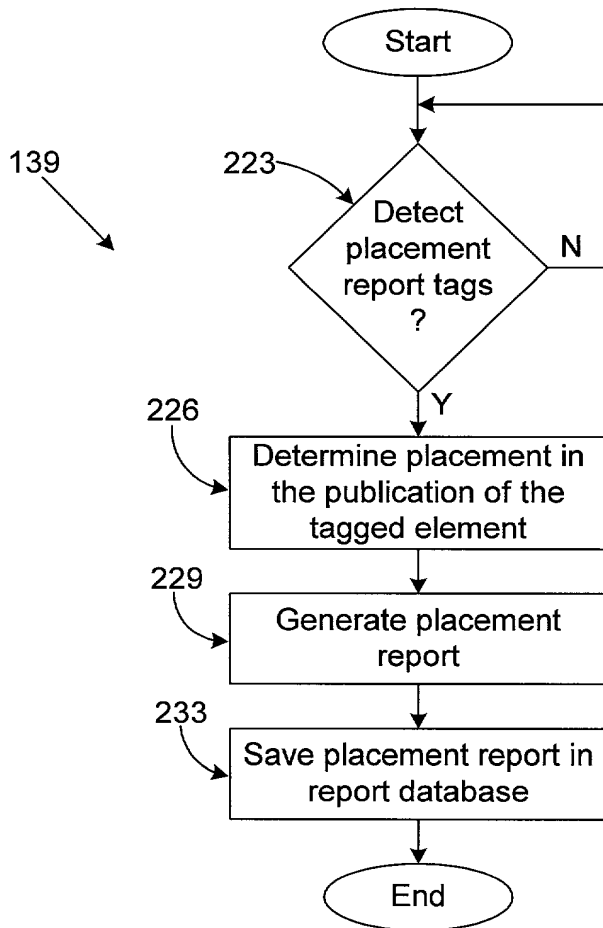 Start
139
223
Detect
placement
report tags
?
N
Y
226
Determine placement in
the publication of the
tagged element
229
Generate placement
report
233
Save placement report in
report database
End